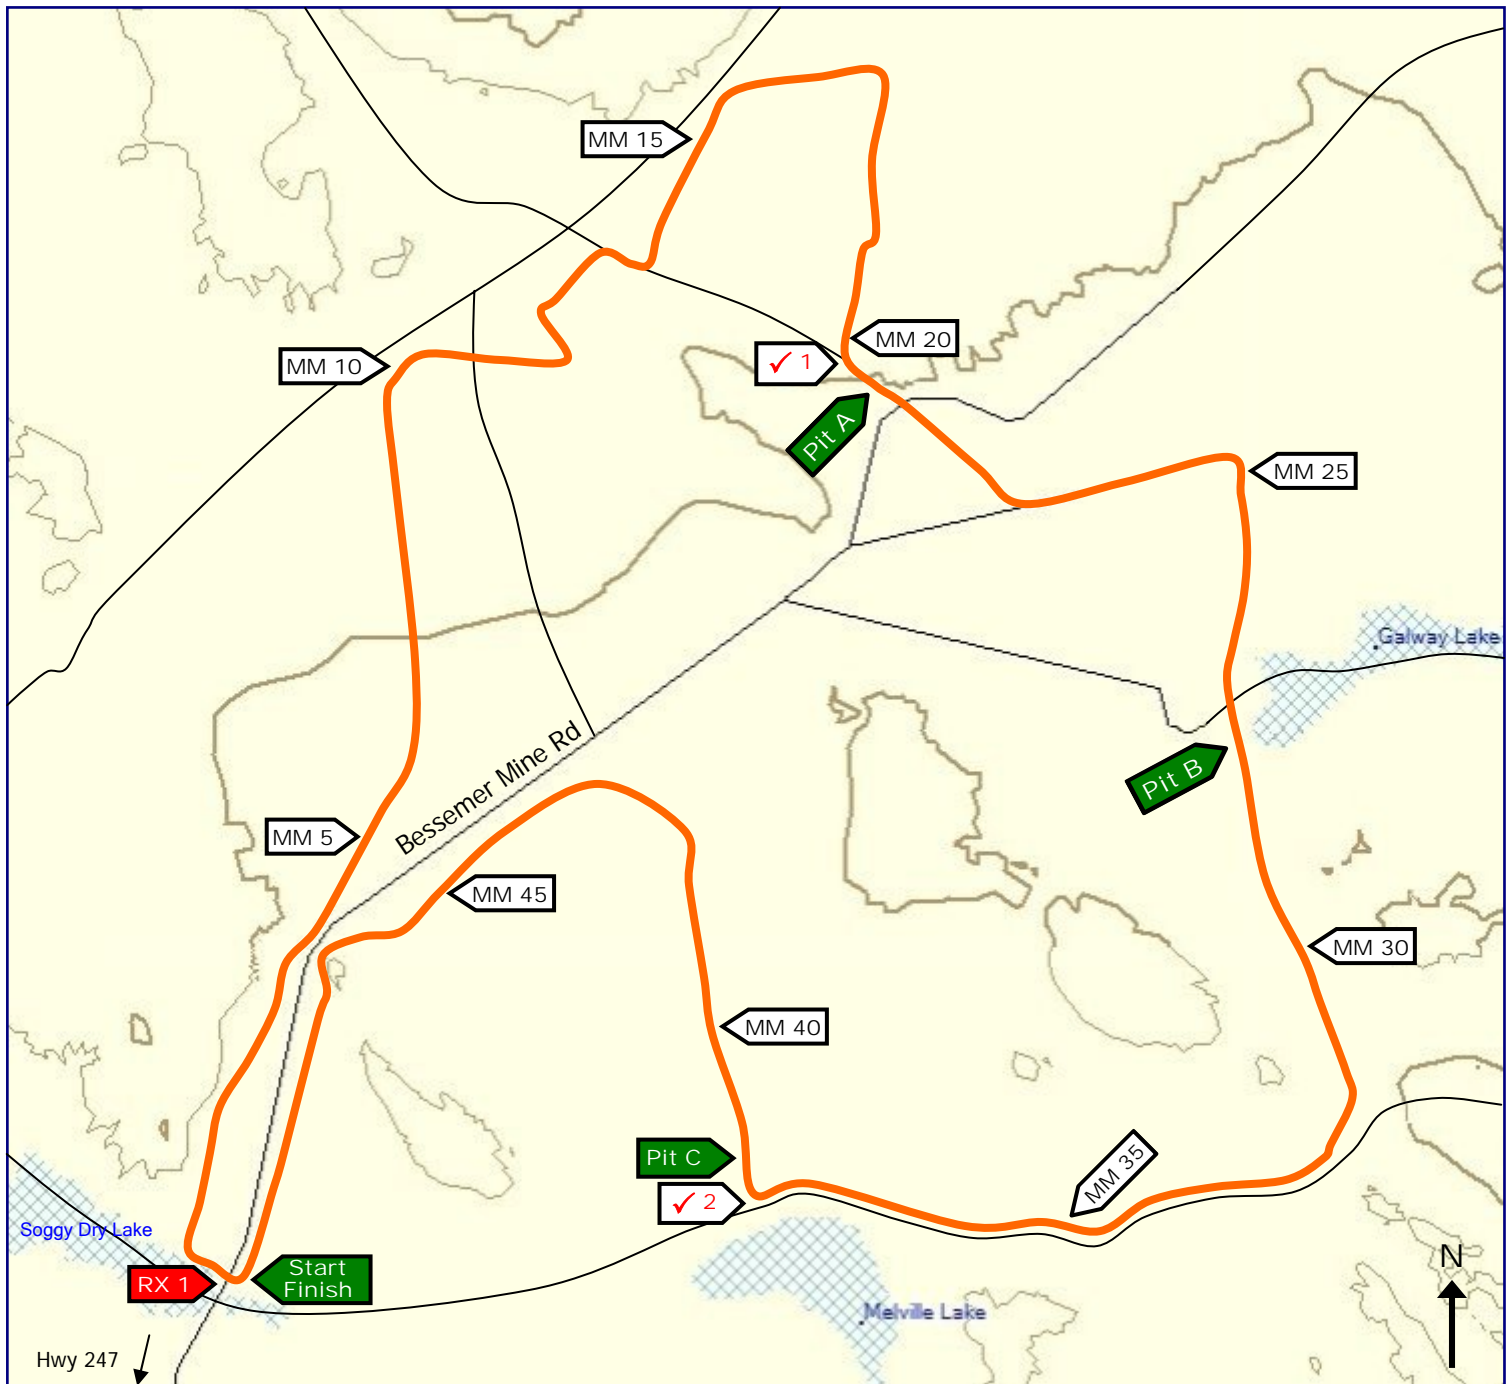 MM 15
MM 20
✓ 1
MM 10
Pit A
MM 25
Galway Lake
Bessemer Mine Rd
Pit B
MM 5
MM 45
MM 30
MM 40
Pit C
MM 35
✓ 2
Soggy Dry Lake
N
Start
Finish
RX 1
Melville Lake
Hwy 247